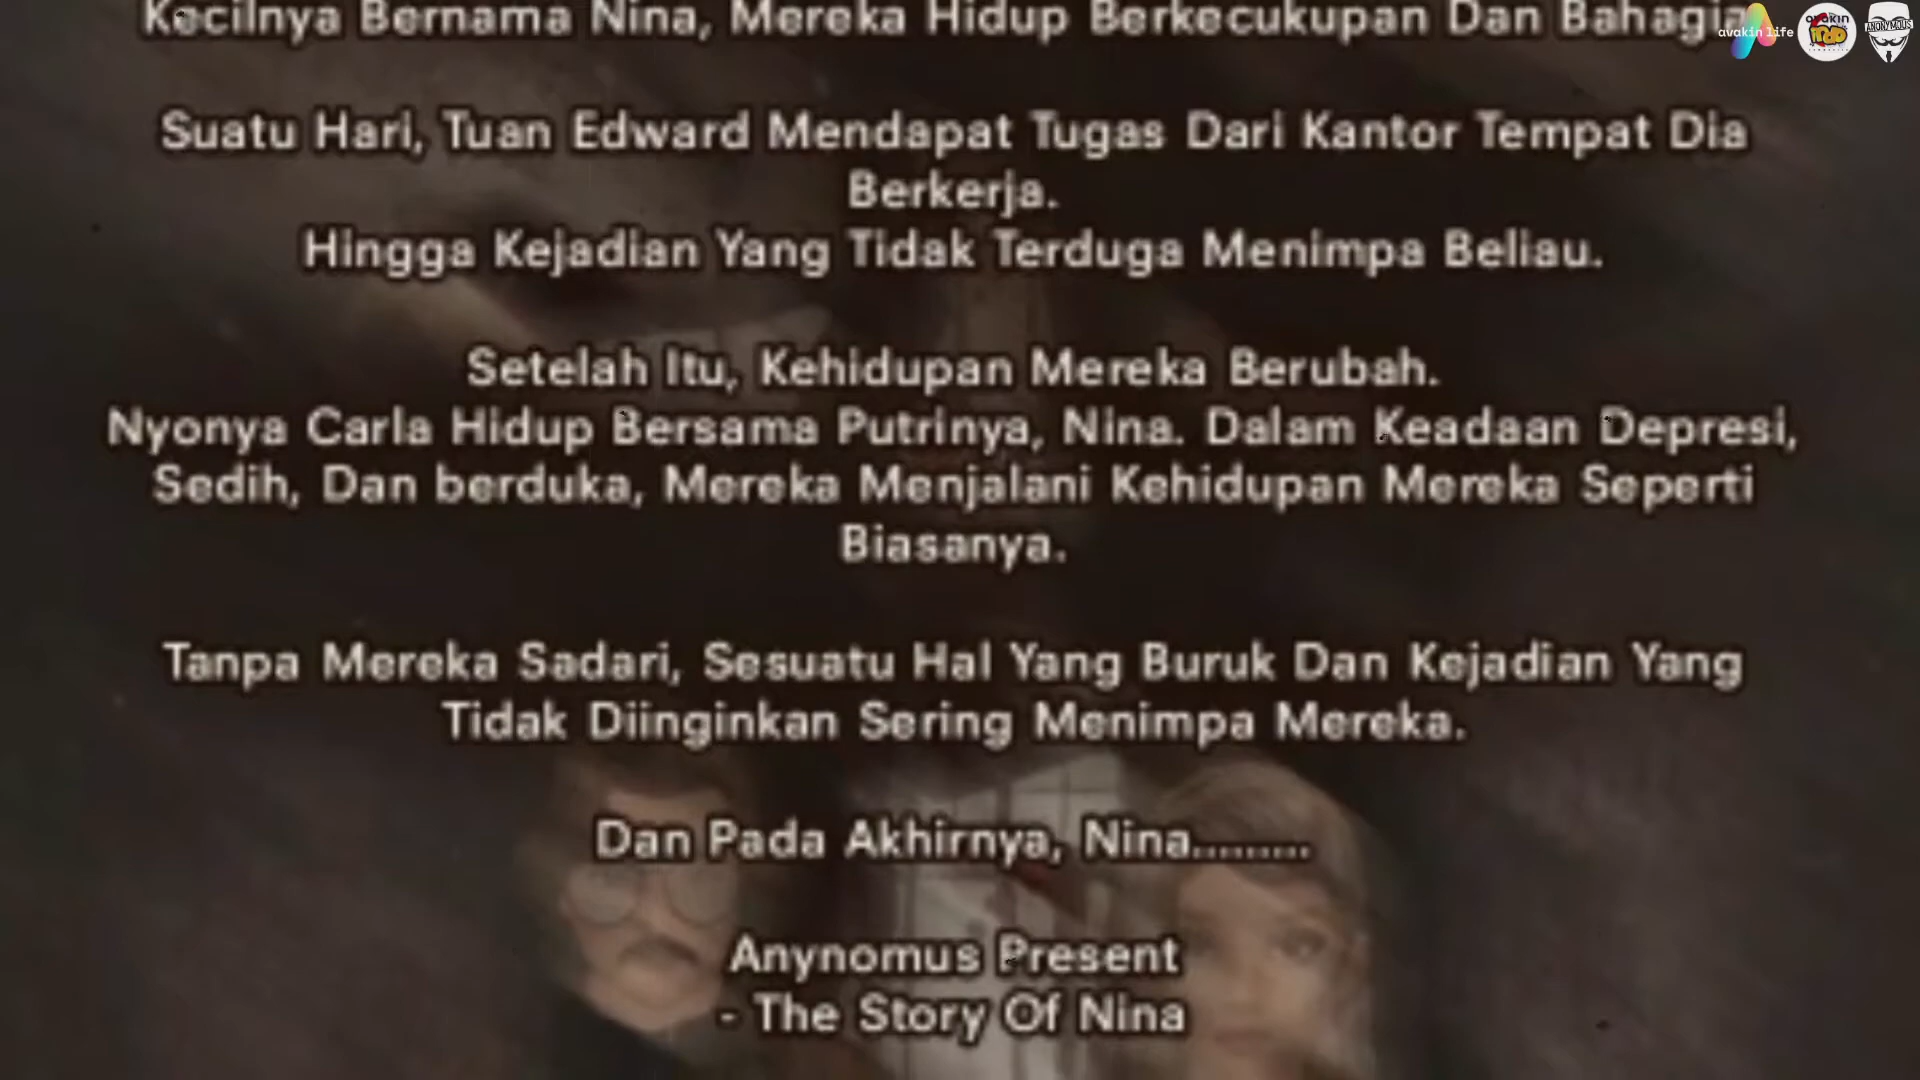 Kecilnya Bernama Nina, Mereka Hidup Berkecukupan Dan Bahagia
avakin life
avakin
indo
ANONYMOUS
Suatu Hari, Tuan Edward Mendapat Tugas Dari Kantor Tempat Dia
Berkerja.
Hingga Kejadian Yang Tidak Terduga Menimpa Beliau.
Setelah Itu, Kehidupan Mereka Berubah.
Nyonya Carla Hidup Bersama Putrinya, Nina. Dalam Keadaan Depresi,
Sedih, Dan berduka, Mereka Menjalani Kehidupan Mereka Seperti
Biasanya.
Tanpa Mereka Sadari, Sesuatu Hal Yang Buruk Dan Kejadian Yang
Tidak Diinginkan Sering Menimpa Mereka.
Dan Pada Akhirnya, Nina.........
Anynomus Present
- The Story Of Nina